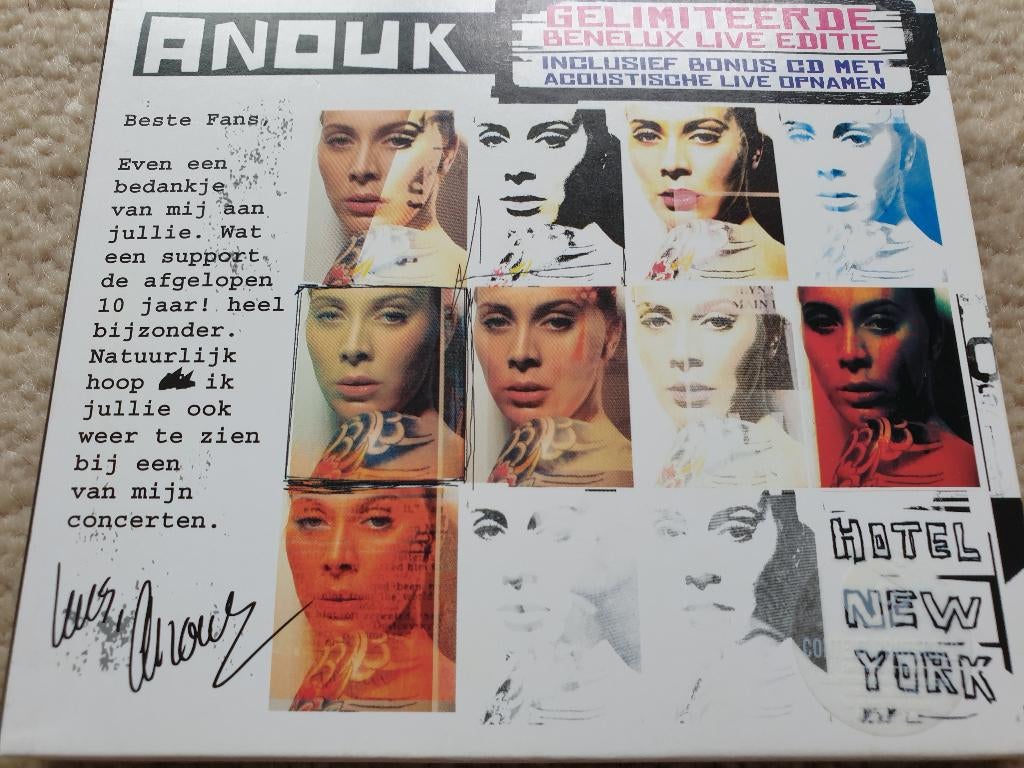 ANOUK
GELIMITEERDE
BENELUX LIVE EDITIE
INCLUSIEF BONUS CD MET
ACOUSTISCHE LIVE OPNAMEN
Beste Fans,
Even een
bedankje
van mij aan
jullie. Wat
een support
de afgelopen
10 jaar! heel
bijzonder.
Natuurlijk
hoop ik
jullie ook
weer te zien
bij een
van mijn
concerten.
Anouk
HOTEL
NEW
YORK